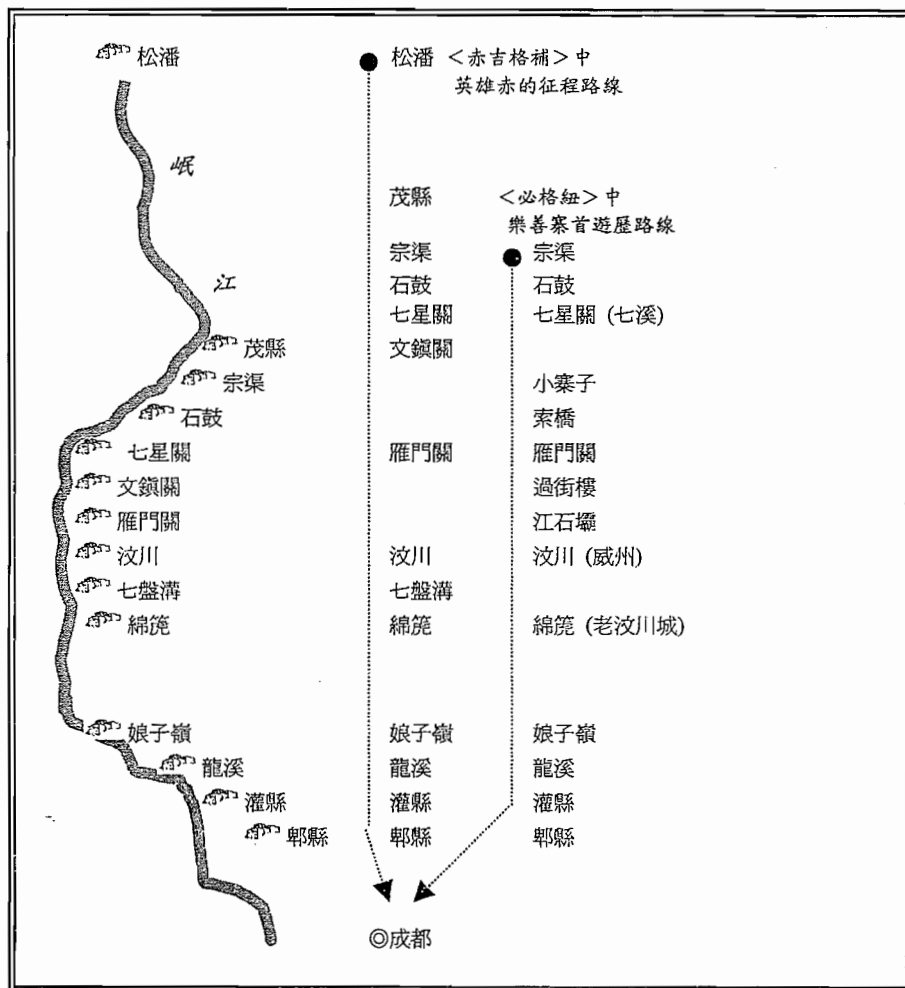 松潘
岷
江
茂縣
宗渠
石鼓
七星關
文鎭關
雁門關
汶川
七盤溝
綿箎
娘子嶺
龍溪
灌縣
郫縣
松潘 <赤吉格補>中
英雄赤的征程路線
茂縣
宗渠
石鼓
七星關
文鎭關
雁門關
汶川
七盤溝
綿箎
娘子嶺
龍溪
灌縣
郫縣
<必格紐>中
樂善寨首遊歷路線
宗渠
石鼓
七星關 (七溪)
小寨子
索橋
雁門關
過街樓
江石壩
汶川 (威州)
綿箎 (老汶川城)
娘子嶺
龍溪
灌縣
郫縣
◎成都